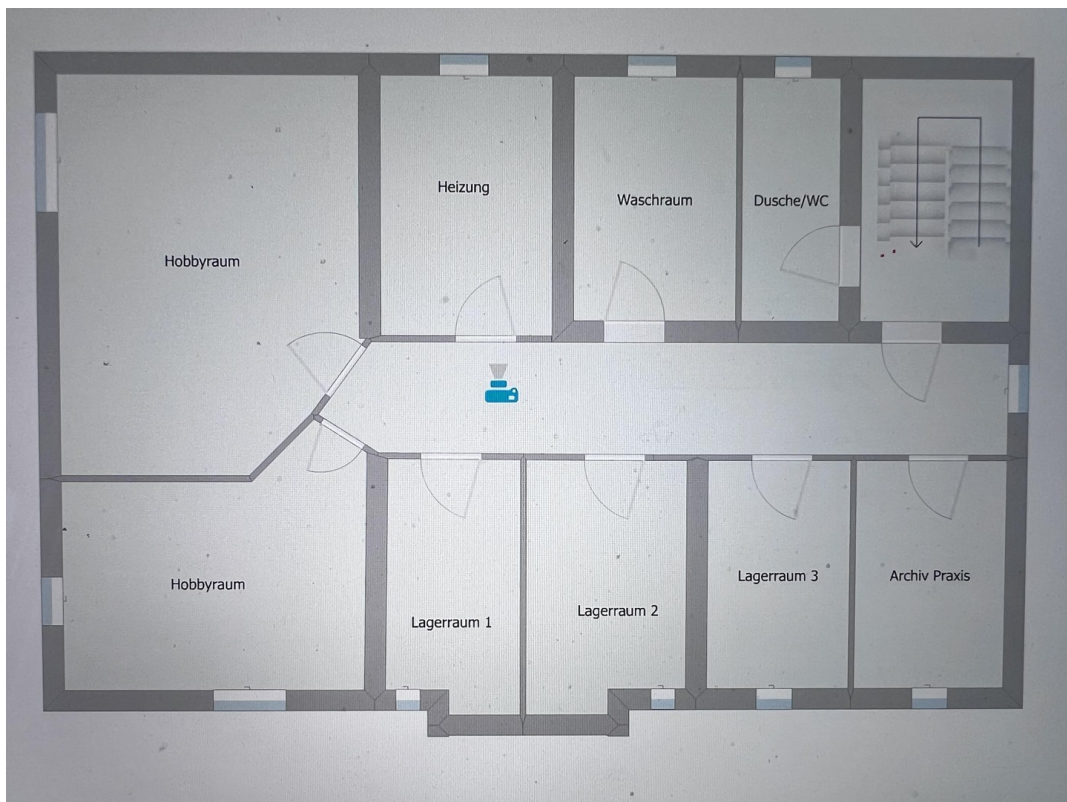 Heizung
Waschraum
Dusche/WC
Hobbyraum
Hobbyraum
Lagerraum 1
Lagerraum 2
Lagerraum 3
Archiv Praxis